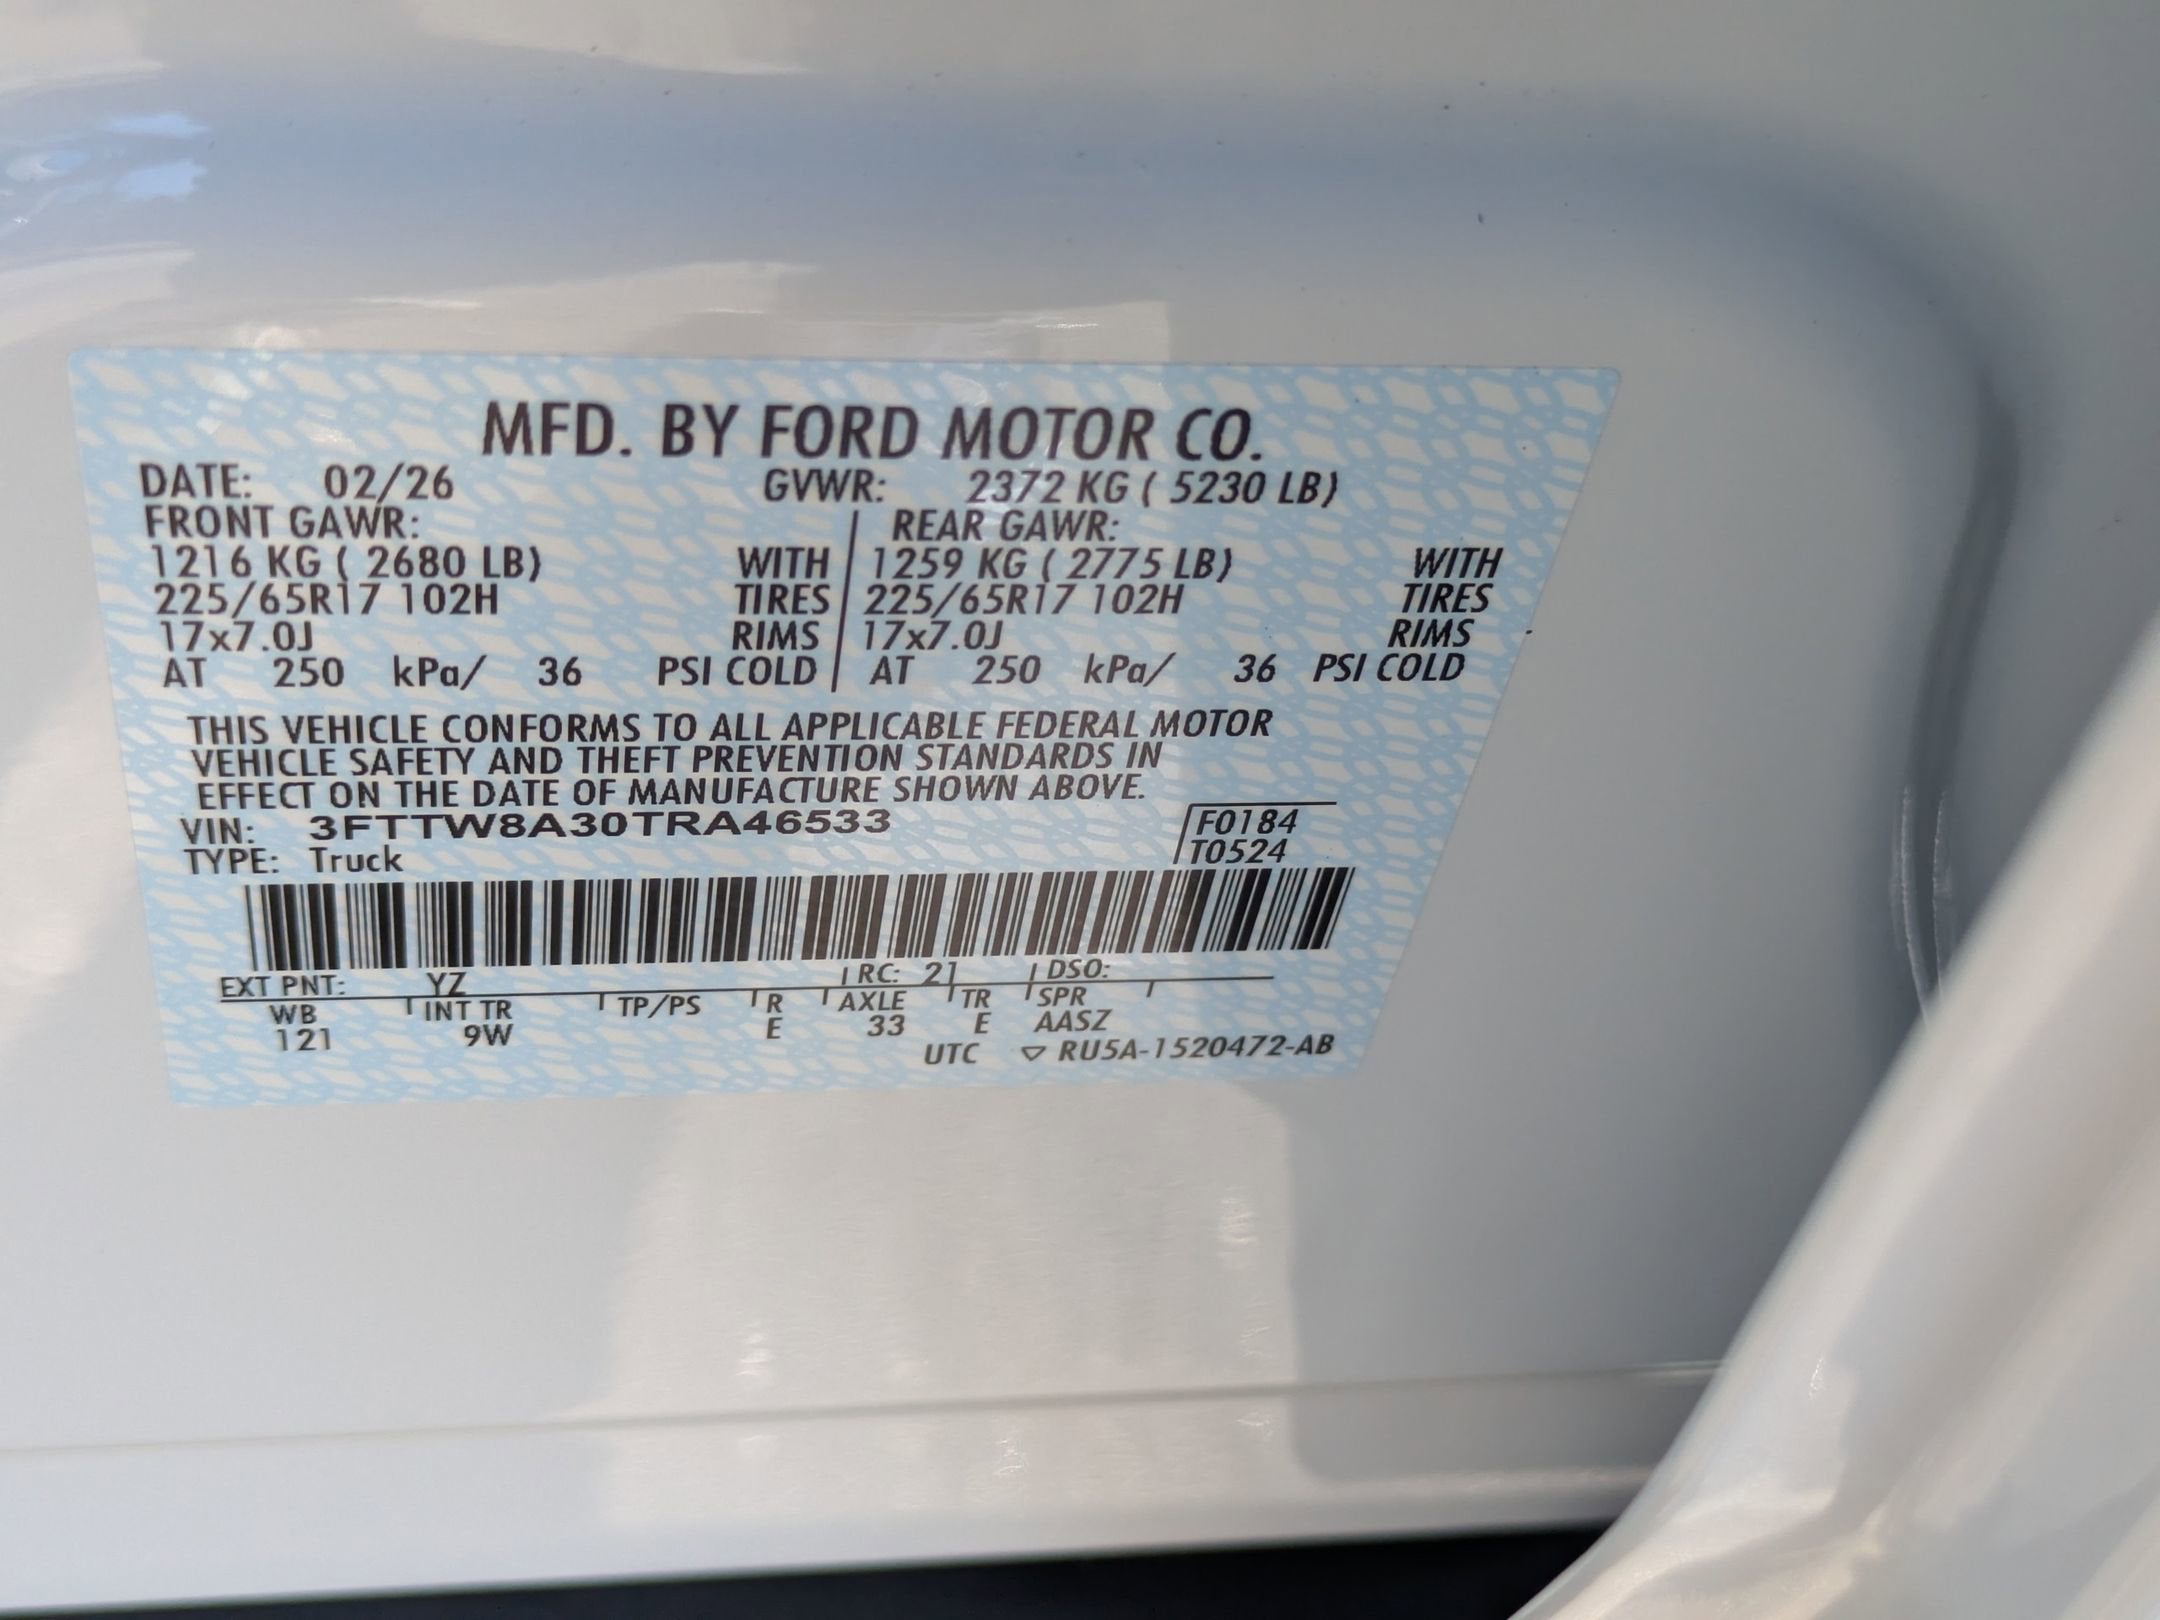 MFD. BY FORD MOTOR CO.
DATE: 02/26 GVWR: 2372 KG ( 5230 LB)
FRONT GAWR: REAR GAWR:
1216 KG ( 2680 LB) WITH 1259 KG ( 2775 LB) WITH
225/65R17 102H TIRES 225/65R17 102H TIRES
17x7.0J RIMS 17x7.0J RIMS
AT 250 kPa/ 36 PSI COLD AT 250 kPa/ 36 PSI COLD
THIS VEHICLE CONFORMS TO ALL APPLICABLE FEDERAL MOTOR
VEHICLE SAFETY AND THEFT PREVENTION STANDARDS IN
EFFECT ON THE DATE OF MANUFACTURE SHOWN ABOVE.
VIN: 3FTTW8A30TRA46533 F0184
TYPE: Truck T0524
EXT PNT: YZ RC: 21 DSO:
WB INT TR TP/PS R AXLE TR SPR
121 9W E 33 E AASZ
UTC ▽ RU5A-1520472-AB